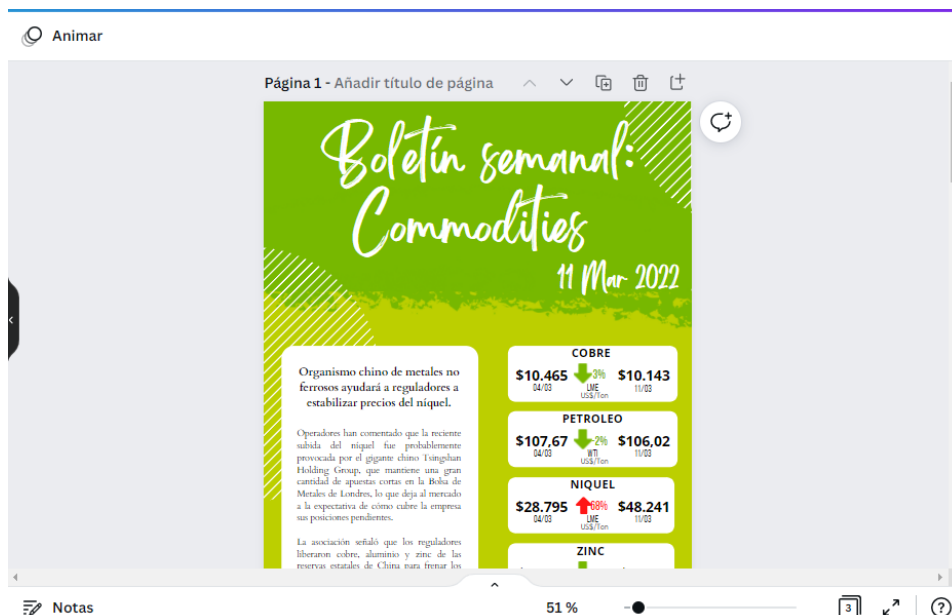 Animar
Página 1 - Añadir título de página
Boletín semanal:
Commodities
11 Mar 2022
Organismo chino de metales no
ferrosos ayudará a reguladores a
estabilizar precios del níquel.
Operadores han comentado que la reciente
subida del níquel fue probablemente
provocada por el gigante chino Tsingshan
Holding Group, que mantiene una gran
cantidad de apuestas cortas en la Bolsa de
Metales de Londres, lo que deja al mercado
a la expectativa de cómo cubre la empresa
sus posiciones pendientes.
La asociación señaló que los reguladores
liberaron cobre, aluminio y zinc de las
reservas estatales de China para frenar los
COBRE
$10.465 -3% $10.143
04/03 LME 11/03
US$/Ton
PETROLEO
$107,67 -2% $106,02
04/03 WTI 11/03
US$/Ton
NIQUEL
$28.795 68% $48.241
04/03 LME 11/03
US$/Ton
ZINC
Notas
51 %
3